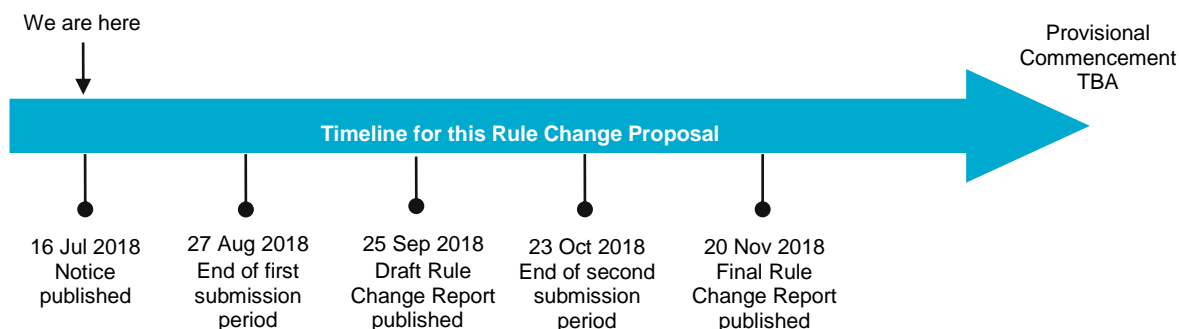 We are here
Provisional
Commencement
TBA
Timeline for this Rule Change Proposal
16 Jul 2018
Notice
published
27 Aug 2018
End of first
submission
period
25 Sep 2018
Draft Rule
Change Report
published
23 Oct 2018
End of second
submission
period
20 Nov 2018
Final Rule
Change Report
published